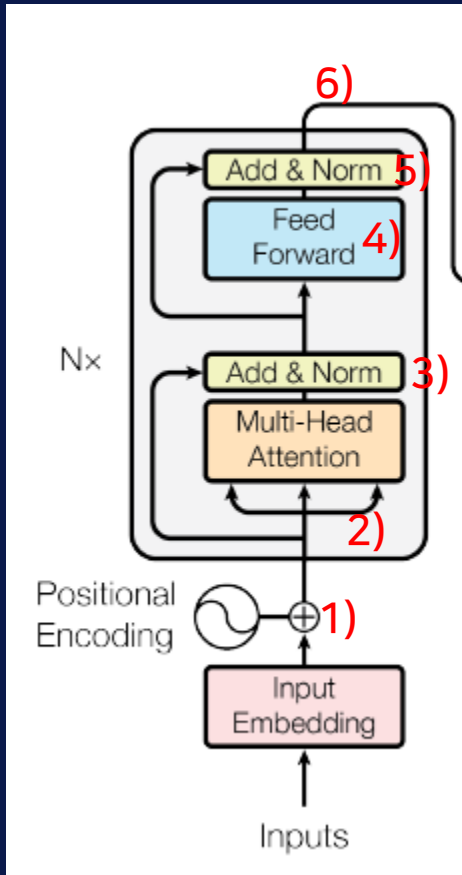 6)
Add & Norm 5)
Feed
Forward 4)
Nx
Add & Norm 3)
Multi-Head
Attention
2)
Positional
Encoding
1)
Input
Embedding
Inputs